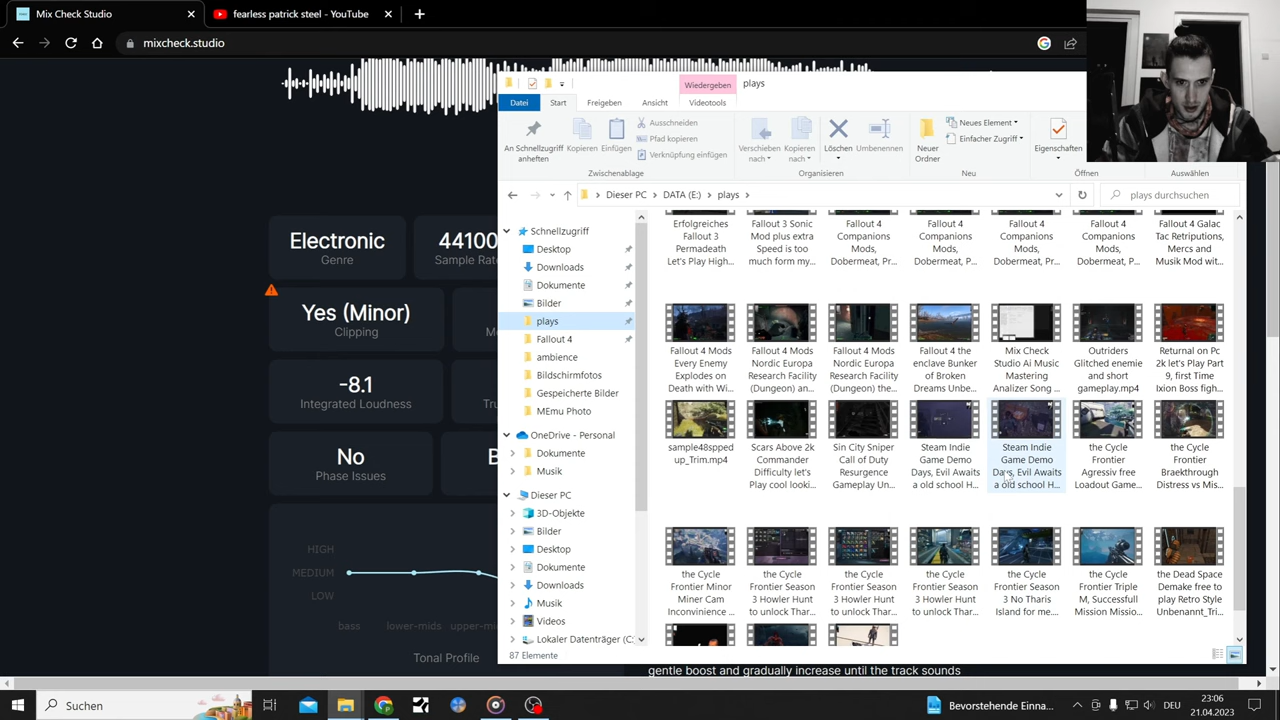 Mix Check Studio
fearless patrick steel - YouTube
mixcheck.studio
Wiedergeben
plays
Datei
Start
Freigeben
Ansicht
Videotools
An Schnellzugriff
anheften
Kopieren
Einfügen
Ausschneiden
Pfad kopieren
Verknüpfung einfügen
Verschieben
nach
Kopieren
nach
Löschen
Umbenennen
Neuer
Ordner
Neues Element
Einfacher Zugriff
Eigenschaften
Zwischenablage
Organisieren
Neu
Öffnen
Auswählen
Dieser PC
DATA (E:)
plays
plays durchsuchen
Electronic
Genre
44100
Sample Rat
Yes (Minor)
Clipping
-8.1
Integrated Loudness
Tru
No
Phase Issues
HIGH
MEDIUM
LOW
bass
lower-mids
upper-mi
Tonal Profile
Schnellzugriff
Desktop
Downloads
Dokumente
Bilder
plays
Fallout 4
ambience
Bildschirmfotos
Gespeicherte Bilder
MEmu Photo
OneDrive - Personal
Dokumente
Musik
Dieser PC
3D-Objekte
Bilder
Desktop
Dokumente
Downloads
Musik
Videos
Lokaler Datenträger (C:
Erfolgreiches
Fallout 3
Permadeath
Let's Play High...
Fallout 3 Sonic
Mod plus extra
Speed is too
much form my...
Fallout 4
Companions
Mods,
Dobermeat, Pr...
Fallout 4
Companions
Mods,
Dobermeat, Pr...
Fallout 4
Companions
Mods,
Dobermeat, Pr...
Fallout 4
Companions
Mods,
Dobermeat, Pr...
Fallout 4 Galac
Tac Retriputions,
Mercs and
Musik Mod wit...
Fallout 4 Mods
Every Enemy
Explodes on
Death with Wi...
Fallout 4 Mods
Nordic Europa
Research Facility
(Dungeon) an...
Fallout 4 Mods
Nordic Europa
Research Facility
(Dungeon) the...
Fallout 4 the
enclave Bunker
of Broken
Dreams Unbe...
Mix Check
Studio Ai Music
Mastering
Analizer Song ...
Outriders
Glitched enemie
and short
gameplay.mp4
Returnal on Pc
2k let's Play Part
9, first Time
Ixion Boss figh...
sample48spped
up_Trim.mp4
Scars Above 2k
Commander
Difficulty let's
Play cool looki...
Sin City Sniper
Call of Duty
Resurgence
Gameplay Un...
Steam Indie
Game Demo
Days, Evil Awaits
a old school H...
Steam Indie
Game Demo
Days, Evil Awaits
a old school H...
the Cycle
Frontier
Agressiv free
Loadout Game...
the Cycle
Frontier
Braekthrough
Distress vs Mis...
the Cycle
Frontier Minor
Miner Cam
Inconvinience ...
the Cycle
Frontier Season
3 Howler Hunt
to unlock Thar...
the Cycle
Frontier Season
3 Howler Hunt
to unlock Thar...
the Cycle
Frontier Season
3 Howler Hunt
to unlock Thar...
the Cycle
Frontier Season
3 No Tharis
Island for me...
the Cycle
Frontier Triple
M, Successfull
Mission Missio...
the Dead Space
Demake free to
play Retro Style
Unbenannt_Tri...
87 Elemente
gentle boost and gradually increase until the track sounds
Suchen
Bevorstehende Einna...
DEU
23:06
21.04.2023